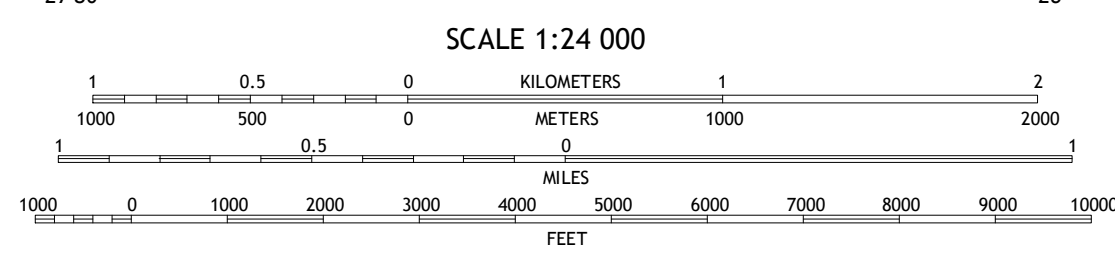 SCALE 1:24 000
1 0.5 0 KILOMETERS 1 2
1000 500 0 METERS 1000 2000
1 0.5 0 1
MILES
1000 0 1000 2000 3000 4000 5000 6000 7000 8000 9000 10000
FEET